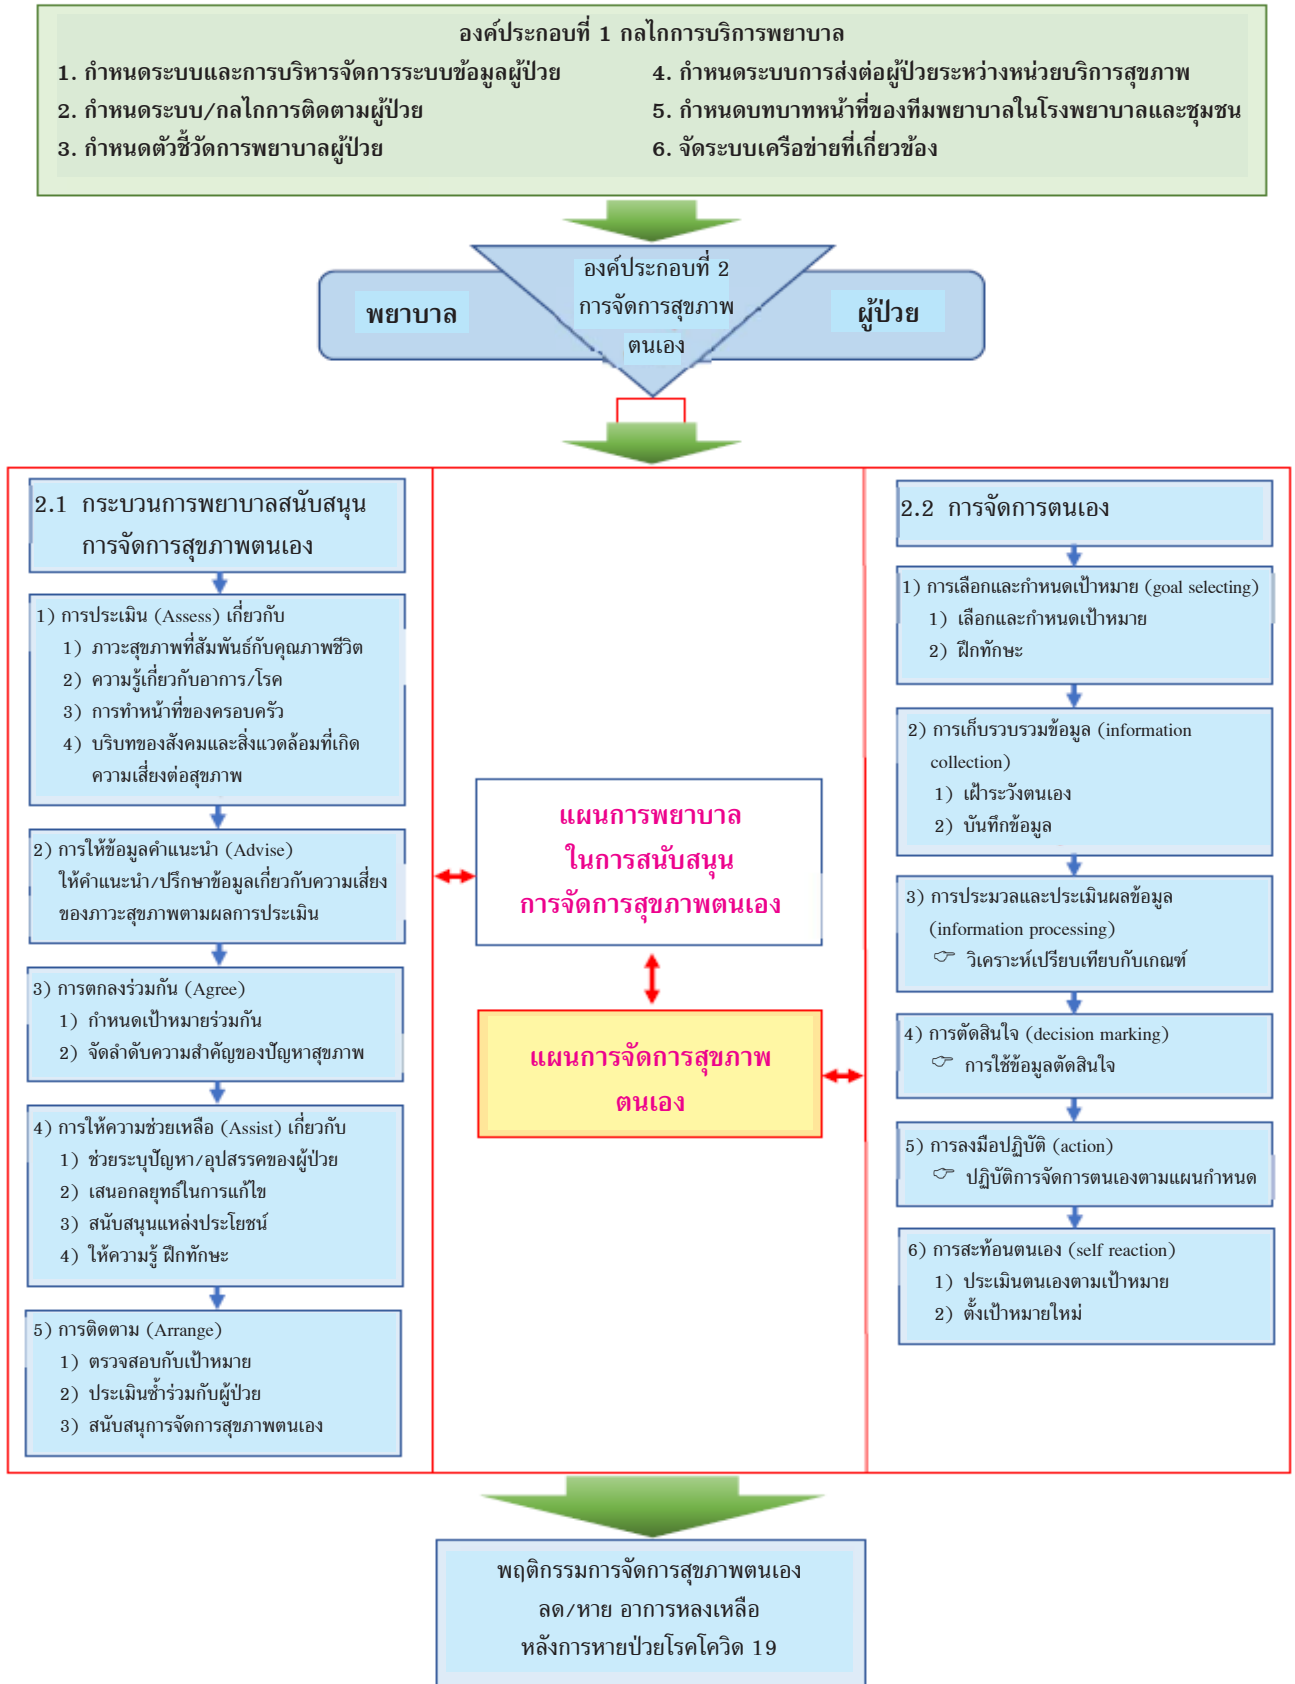 องค์ประกอบที่ 1 กลไกการบริการพยาบาล
1. กำหนดระบบและการบริหารจัดการระบบข้อมูลผู้ป่วย
2. กำหนดระบบ/กลไกการติดตามผู้ป่วย
3. กำหนดตัวชี้วัดการพยาบาลผู้ป่วย
4. กำหนดระบบการส่งต่อผู้ป่วยระหว่างหน่วยบริการสุขภาพ
5. กำหนดบทบาทหน้าที่ของทีมพยาบาลในโรงพยาบาลและชุมชน
6. จัดระบบเครือข่ายที่เกี่ยวข้อง
พยาบาล
องค์ประกอบที่ 2
การจัดการสุขภาพ
ตนเอง
ผู้ป่วย
2.1 กระบวนการพยาบาลสนับสนุน
การจัดการสุขภาพตนเอง
1) การประเมิน (Assess) เกี่ยวกับ
1) ภาวะสุขภาพที่สัมพันธ์กับคุณภาพชีวิต
2) ความรู้เกี่ยวกับอาการ/โรค
3) การทำหน้าที่ของครอบครัว
4) บริบทของสังคมและสิ่งแวดล้อมที่เกิด
ความเสี่ยงต่อสุขภาพ
2) การให้ข้อมูลคำแนะนำ (Advise)
ให้คำแนะนำ/ปรึกษาข้อมูลเกี่ยวกับความเสี่ยง
ของภาวะสุขภาพตามผลการประเมิน
3) การตกลงร่วมกัน (Agree)
1) กำหนดเป้าหมายร่วมกัน
2) จัดลำดับความสำคัญของปัญหาสุขภาพ
4) การให้ความช่วยเหลือ (Assist) เกี่ยวกับ
1) ช่วยระบุปัญหา/อุปสรรคของผู้ป่วย
2) เสนอกลยุทธ์ในการแก้ไข
3) สนับสนุนแหล่งประโยชน์
4) ให้ความรู้ ฝึกทักษะ
5) การติดตาม (Arrange)
1) ตรวจสอบกับเป้าหมาย
2) ประเมินซ้ำร่วมกับผู้ป่วย
3) สนับสนุการจัดการสุขภาพตนเอง
แผนการพยาบาล
ในการสนับสนุน
การจัดการสุขภาพตนเอง
แผนการจัดการสุขภาพ
ตนเอง
2.2 การจัดการตนเอง
1) การเลือกและกำหนดเป้าหมาย (goal selecting)
1) เลือกและกำหนดเป้าหมาย
2) ฝึกทักษะ
2) การเก็บรวบรวมข้อมูล (information
collection)
1) เฝ้าระวังตนเอง
2) บันทึกข้อมูล
3) การประมวลและประเมินผลข้อมูล
(information processing)
☞ วิเคราะห์เปรียบเทียบกับเกณฑ์
4) การตัดสินใจ (decision marking)
☞ การใช้ข้อมูลตัดสินใจ
5) การลงมือปฏิบัติ (action)
☞ ปฏิบัติการจัดการตนเองตามแผนกำหนด
6) การสะท้อนตนเอง (self reaction)
1) ประเมินตนเองตามเป้าหมาย
2) ตั้งเป้าหมายใหม่
พฤติกรรมการจัดการสุขภาพตนเอง
ลด/หาย อาการหลงเหลือ
หลังการหายป่วยโรคโควิด 19